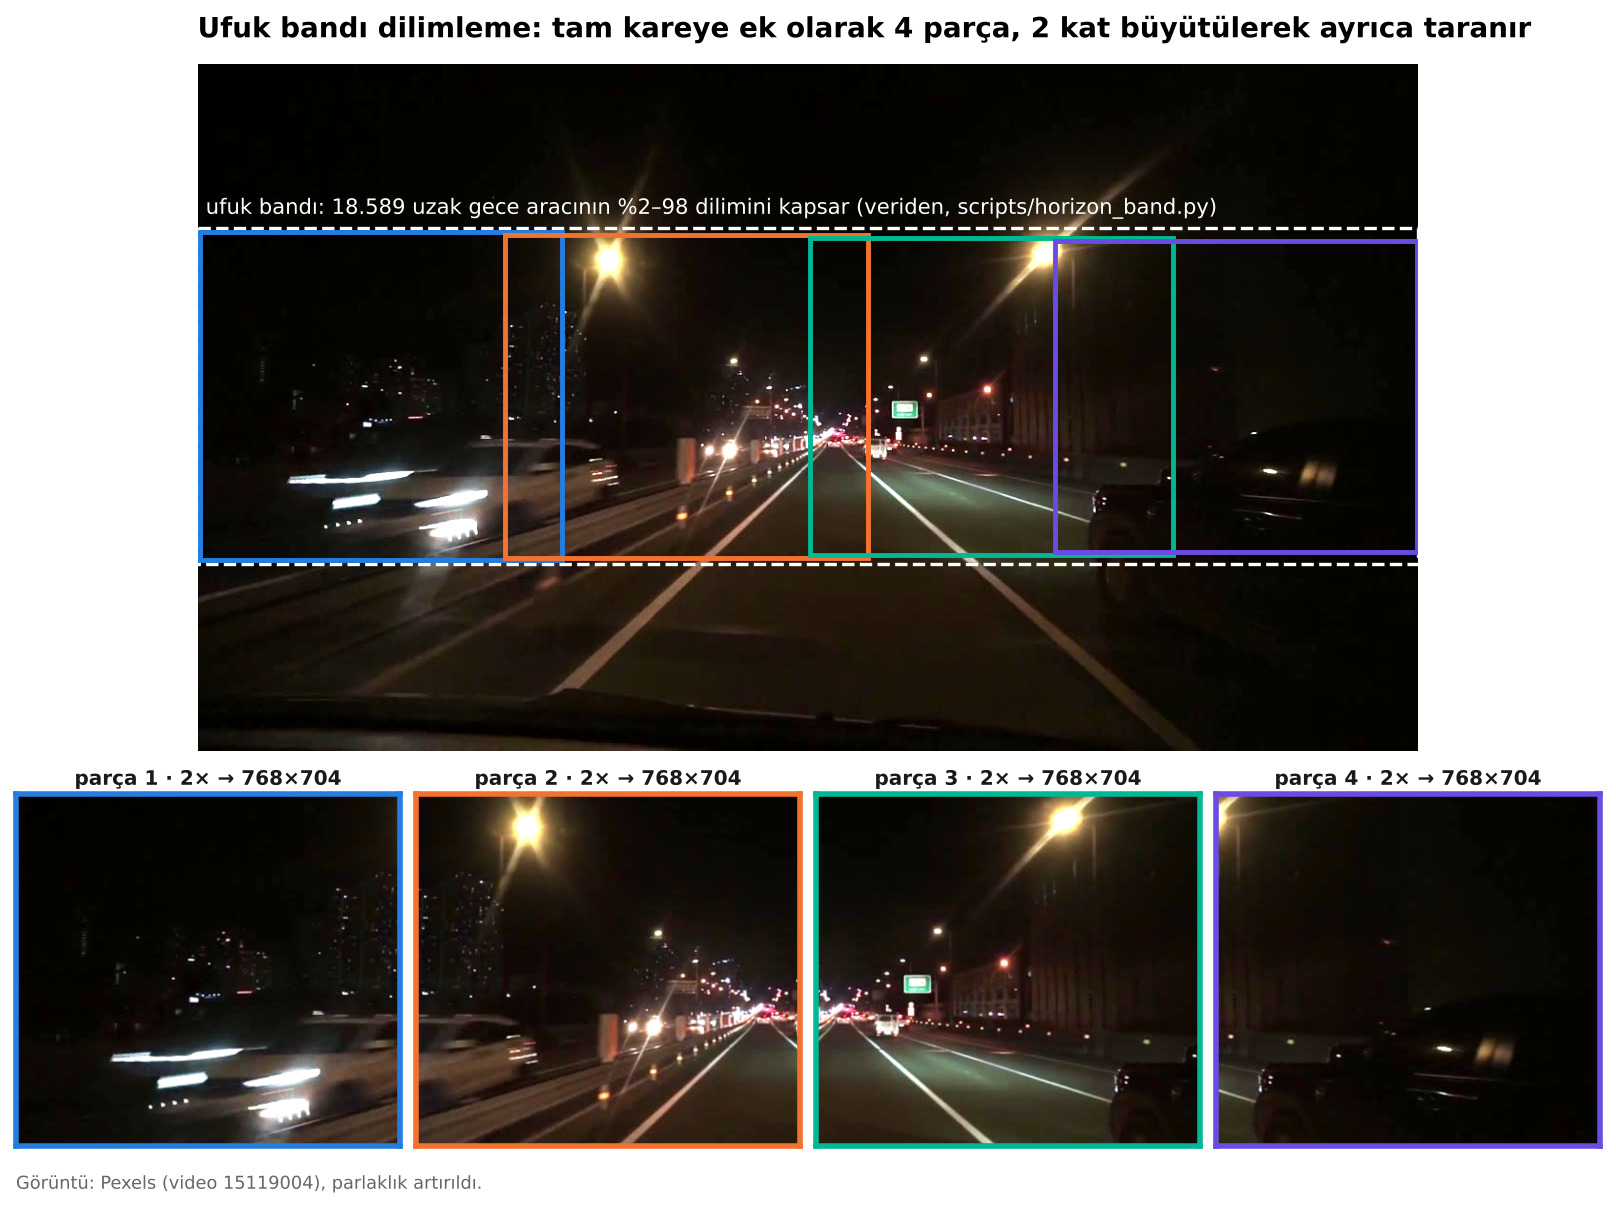 Ufuk bandı dilimleme: tam kareye ek olarak 4 parça, 2 kat büyütülerek ayrıca taranır
ufuk bandı: 18.589 uzak gece aracının %2–98 dilimini kapsar (veriden, scripts/horizon_band.py)
parça 1 · 2× → 768×704
parça 2 · 2× → 768×704
parça 3 · 2× → 768×704
parça 4 · 2× → 768×704
Görüntü: Pexels (video 15119004), parlaklık artırıldı.